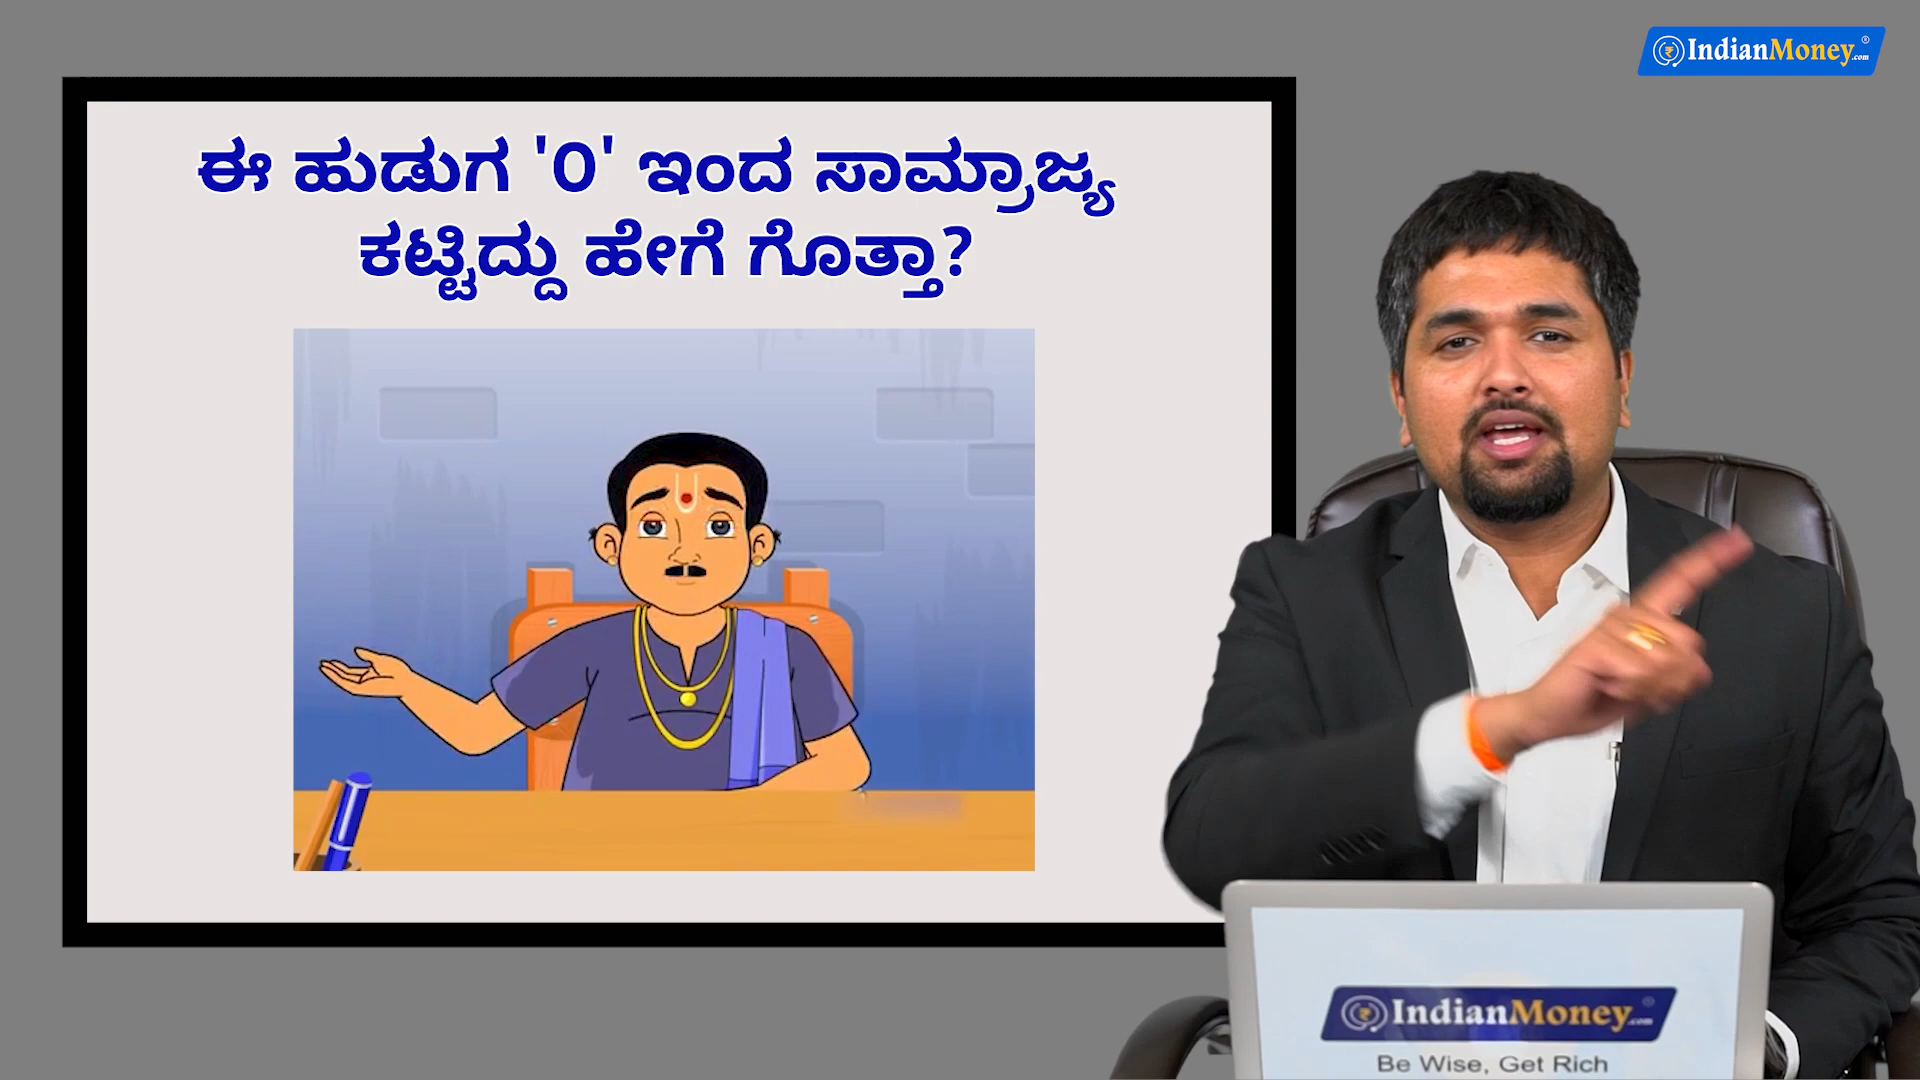 IndianMoney.com
ಈ ಹುಡುಗ '0' ಇಂದ ಸಾಮ್ರಾಜ್ಯ
ಕಟ್ಟಿದ್ದು ಹೇಗೆ ಗೊತ್ತಾ?
IndianMoney.com
Be Wise, Get Rich